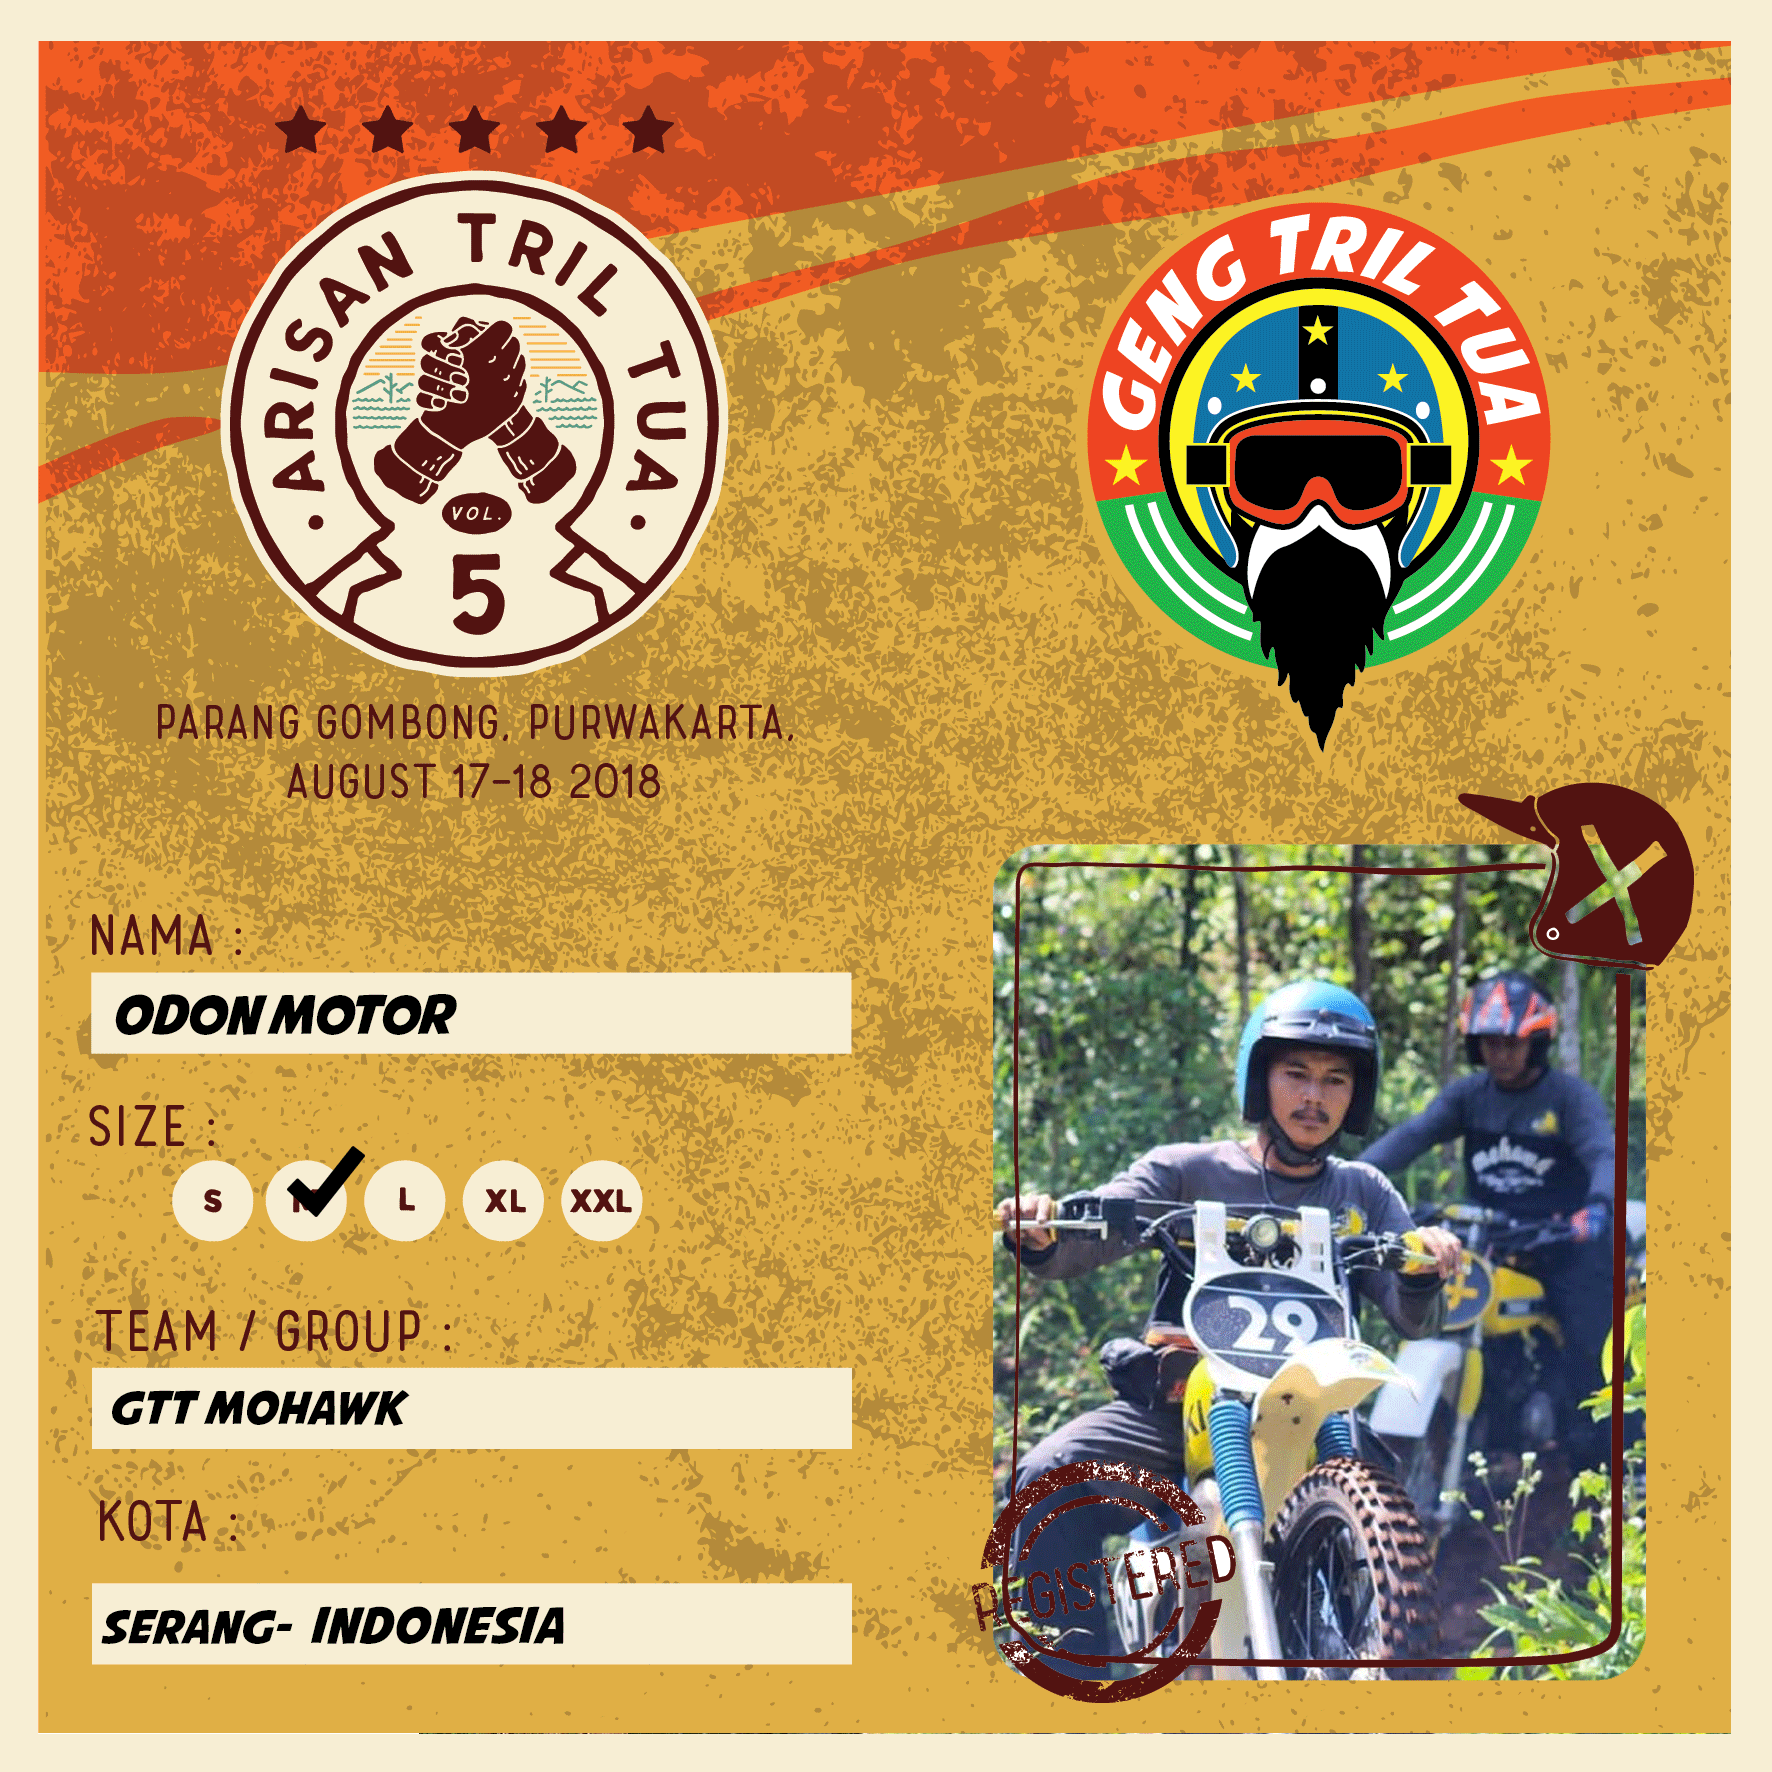 ARISAN TRIL TUA
VOL.
5
GENG TRIL TUA
PARANG GOMBONG, PURWAKARTA,
AUGUST 17-18 2018
NAMA :
ODON MOTOR
SIZE :
S M L XL XXL
TEAM / GROUP :
GTT MOHAWK
KOTA :
SERANG- INDONESIA
Mohawk
29
REGISTERED